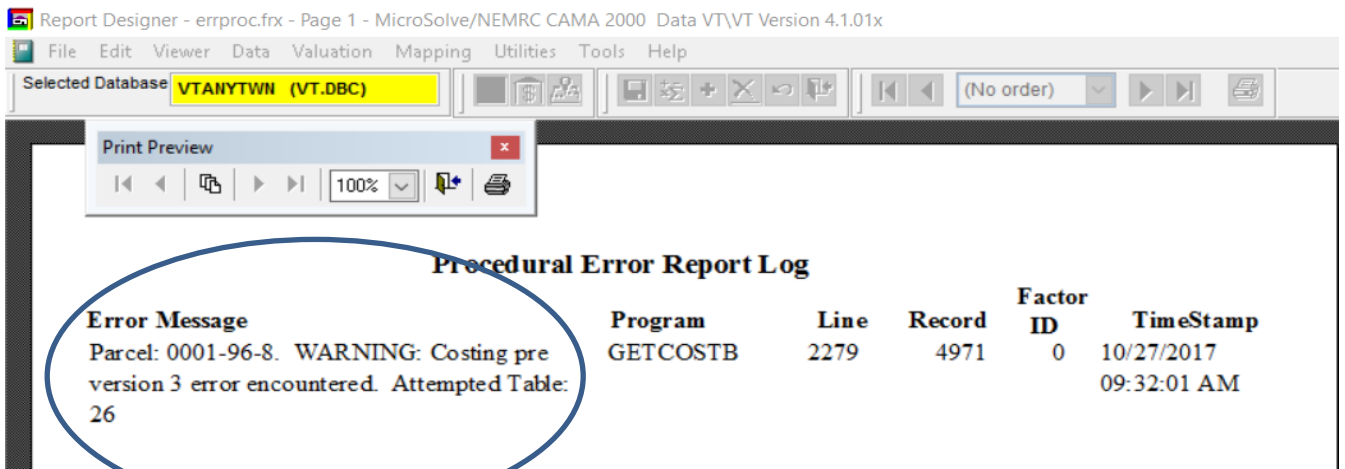 Report Designer - errproc.frx - Page 1 - MicroSolve/NEMRC CAMA 2000 Data VT\VT Version 4.1.01x
File Edit Viewer Data Valuation Mapping Utilities Tools Help
Selected Database VTANYTWN (VT.DBC) (No order)
Print Preview
100%
Procedural Error Report Log
Error Message Program Line Record Factor ID TimeStamp
Parcel: 0001-96-8. WARNING: Costing pre GETCOSTB 2279 4971 0 10/27/2017
version 3 error encountered. Attempted Table: 09:32:01 AM
26